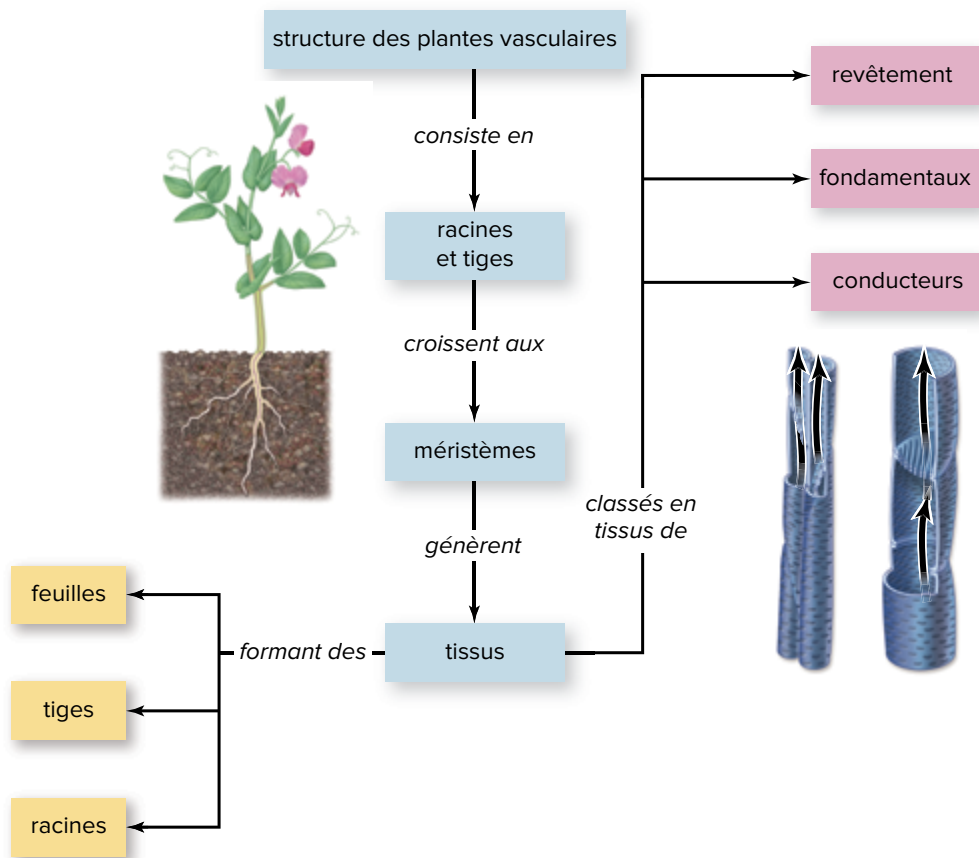 structure des plantes vasculaires
consiste en
racines
et tiges
croissent aux
méristèmes
génèrent
tissus
formant des
feuilles
tiges
racines
classés en
tissus de
revêtement
fondamentaux
conducteurs